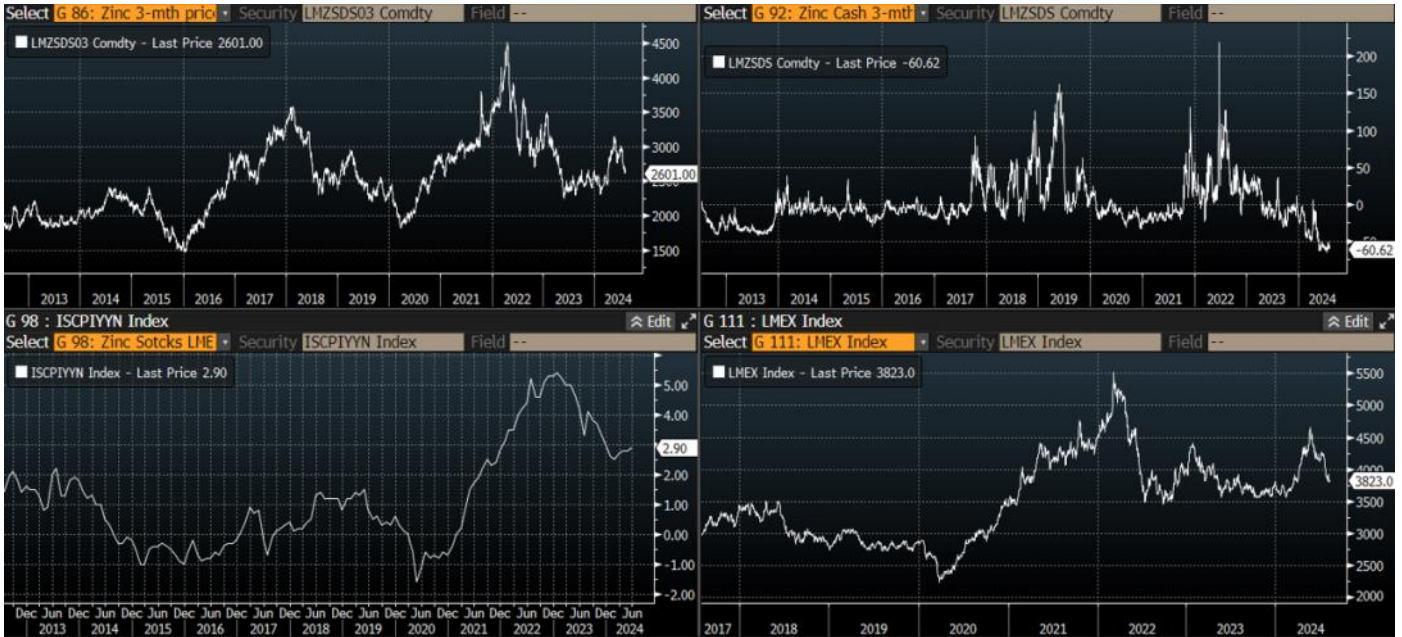 Select G 86: Zinc 3-mth price Security LMZSDS03 Comdty Field --
LMZSDS03 Comdty - Last Price 2601.00
4500
4000
3500
3000
2601.00
2500
2000
1500
2013 2014 2015 2016 2017 2018 2019 2020 2021 2022 2023 2024
Select G 92: Zinc Cash 3-mth Security LMZSDS Comdty Field --
LMZSDS Comdty - Last Price -60.62
200
150
100
50
0
-60.62
2013 2014 2015 2016 2017 2018 2019 2020 2021 2022 2023 2024
G 98 : ISCPIYYN Index Edit
Select G 98: Zinc Sotcks LME Security ISCPIYYN Index Field --
ISCPIYYN Index - Last Price 2.90
5.00
4.00
2.90
2.00
1.00
0.00
-1.00
-2.00
Dec Jun Dec Jun Dec Jun Dec Jun Dec Jun Dec Jun Dec Jun Dec Jun Dec Jun Dec Jun Dec Jun Dec Jun
2013 2014 2015 2016 2017 2018 2019 2020 2021 2022 2023 2024
G 111 : LMEX Index Edit
Select G 111: LMEX Index Security LMEX Index Field --
LMEX Index - Last Price 3823.0
5500
5000
4500
4000
3823.0
3500
3000
2500
2000
2017 2018 2019 2020 2021 2022 2023 2024